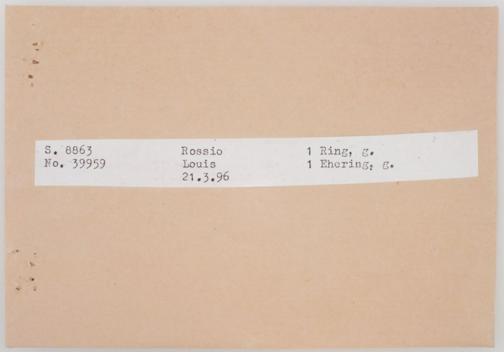 S. 8863 Rossio 1 Ring, g.
No. 39959 Louis 1 Ehering, g.
21.3.96